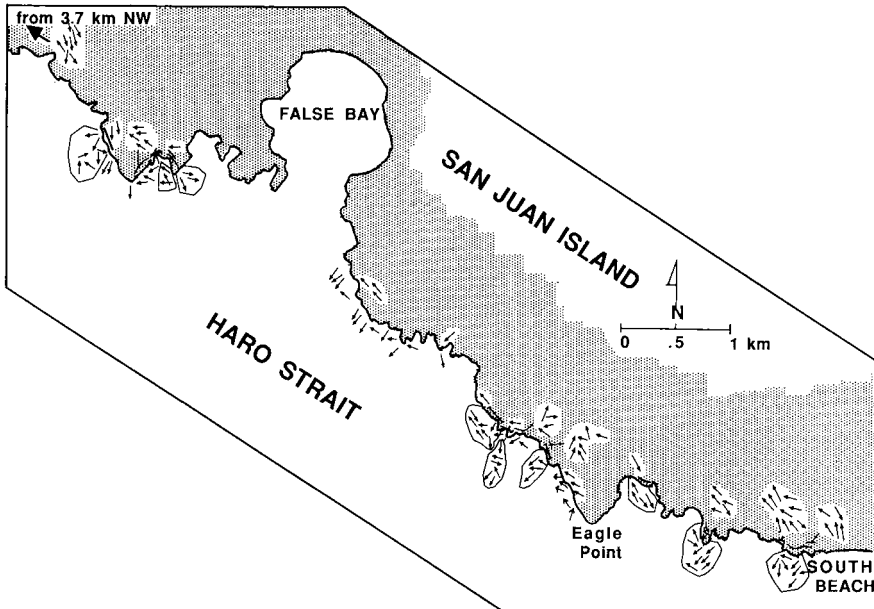 from 3.7 km NW
FALSE BAY
SAN JUAN ISLAND
N
0 .5 1 km
HARO STRAIT
Eagle
Point
SOUTH
BEACH